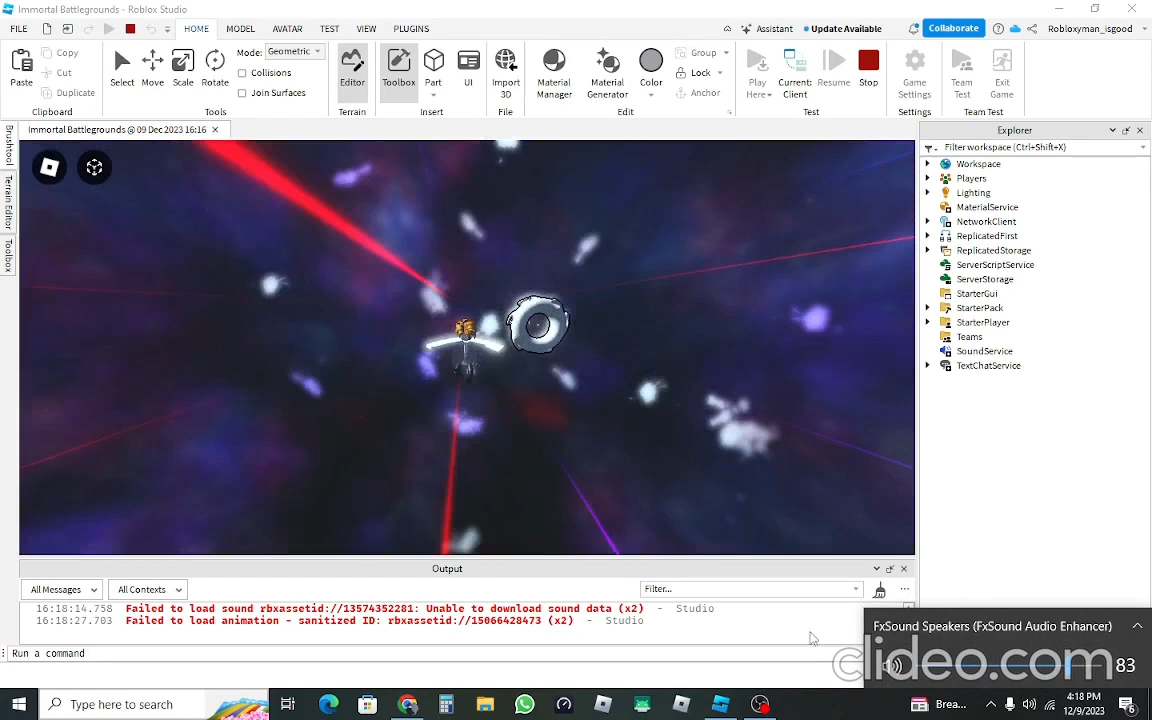 Immortal Battlegrounds - Roblox Studio
FILE HOME MODEL AVATAR TEST VIEW PLUGINS Assistant Update Available Collaborate Robloxyman_isgood
Paste Copy Cut Duplicate
Select Move Scale Rotate
Mode: Geometric
Collisions
Join Surfaces
Editor Toolbox Part UI Import 3D
Material Manager Material Generator Color
Group
Lock
Anchor
Play Here Current: Client Resume Stop
Game Settings Team Test Exit Game
Clipboard Tools Terrain Insert File Edit Test Settings Team Test
Immortal Battlegrounds @ 09 Dec 2023 16:16
Brushtool
Terrain Editor
Toolbox
Explorer
Filter workspace (Ctrl+Shift+X)
Workspace
Players
Lighting
MaterialService
NetworkClient
ReplicatedFirst
ReplicatedStorage
ServerScriptService
ServerStorage
StarterGui
StarterPack
StarterPlayer
Teams
SoundService
TextChatService
Output
All Messages All Contexts Filter...
16:18:14.758 Failed to load sound rbxassetid://13574352281: Unable to download sound data (x2) - Studio
16:18:27.703 Failed to load animation - sanitized ID: rbxassetid://15066428473 (x2) - Studio
Run a command
FxSound Speakers (FxSound Audio Enhancer)
83
clideo.com
Type here to search
Brea...
4:18 PM
12/9/2023
6